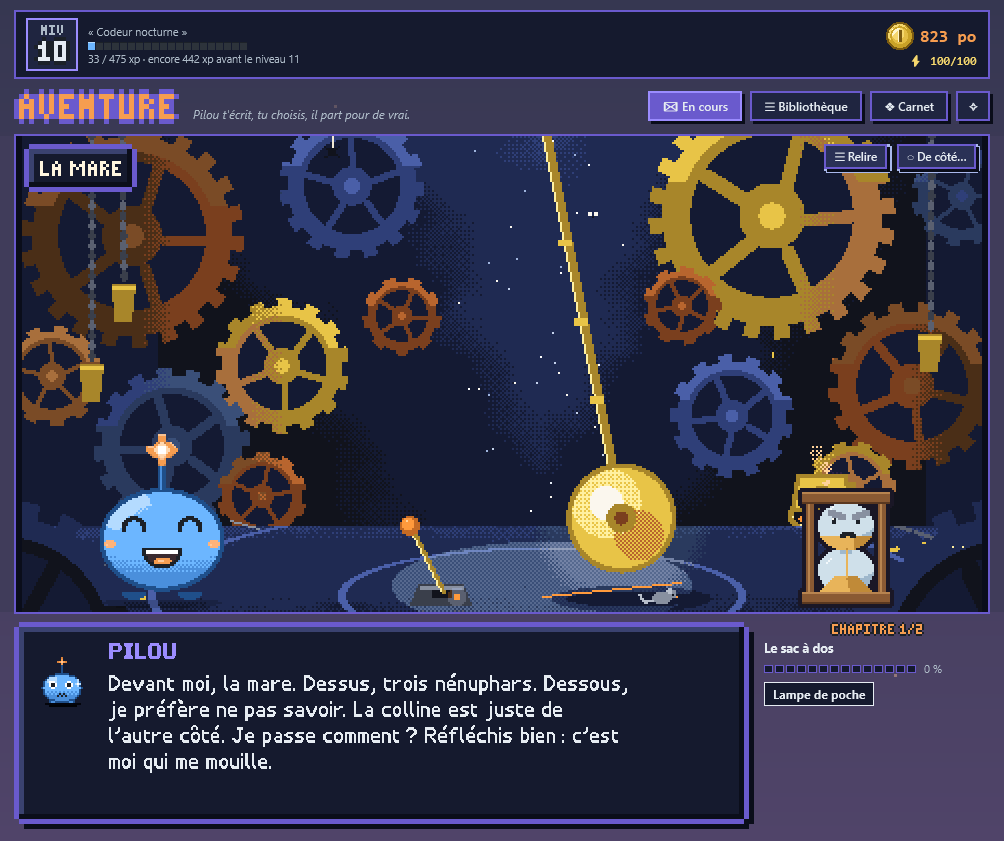 NIV
10
« Codeur nocturne »
33 / 475 xp · encore 442 xp avant le niveau 11
823 po
100/100
AVENTURE
Pilou t'écrit, tu choisis, il part pour de vrai.
En cours
Bibliothèque
Carnet
LA MARE
Relire
De côté…
PILOU
Devant moi, la mare. Dessus, trois nénuphars. Dessous,
je préfère ne pas savoir. La colline est juste de
l'autre côté. Je passe comment ? Réfléchis bien : c'est
moi qui me mouille.
CHAPITRE 1/2
Le sac à dos
0 %
Lampe de poche